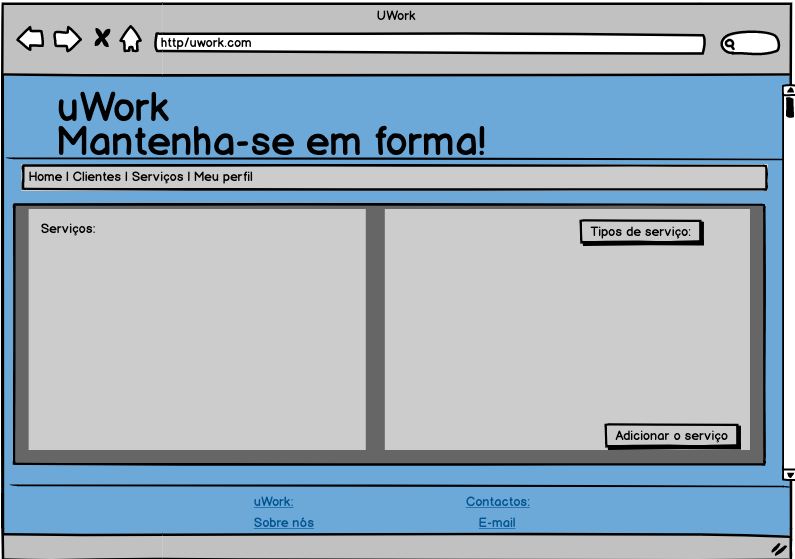 UWork
http/uwork.com
uWork
Mantenha-se em forma!
Home | Clientes | Serviços | Meu perfil
Serviços:
Tipos de serviço:
Adicionar o serviço
uWork:
Contactos:
Sobre nós
E-mail